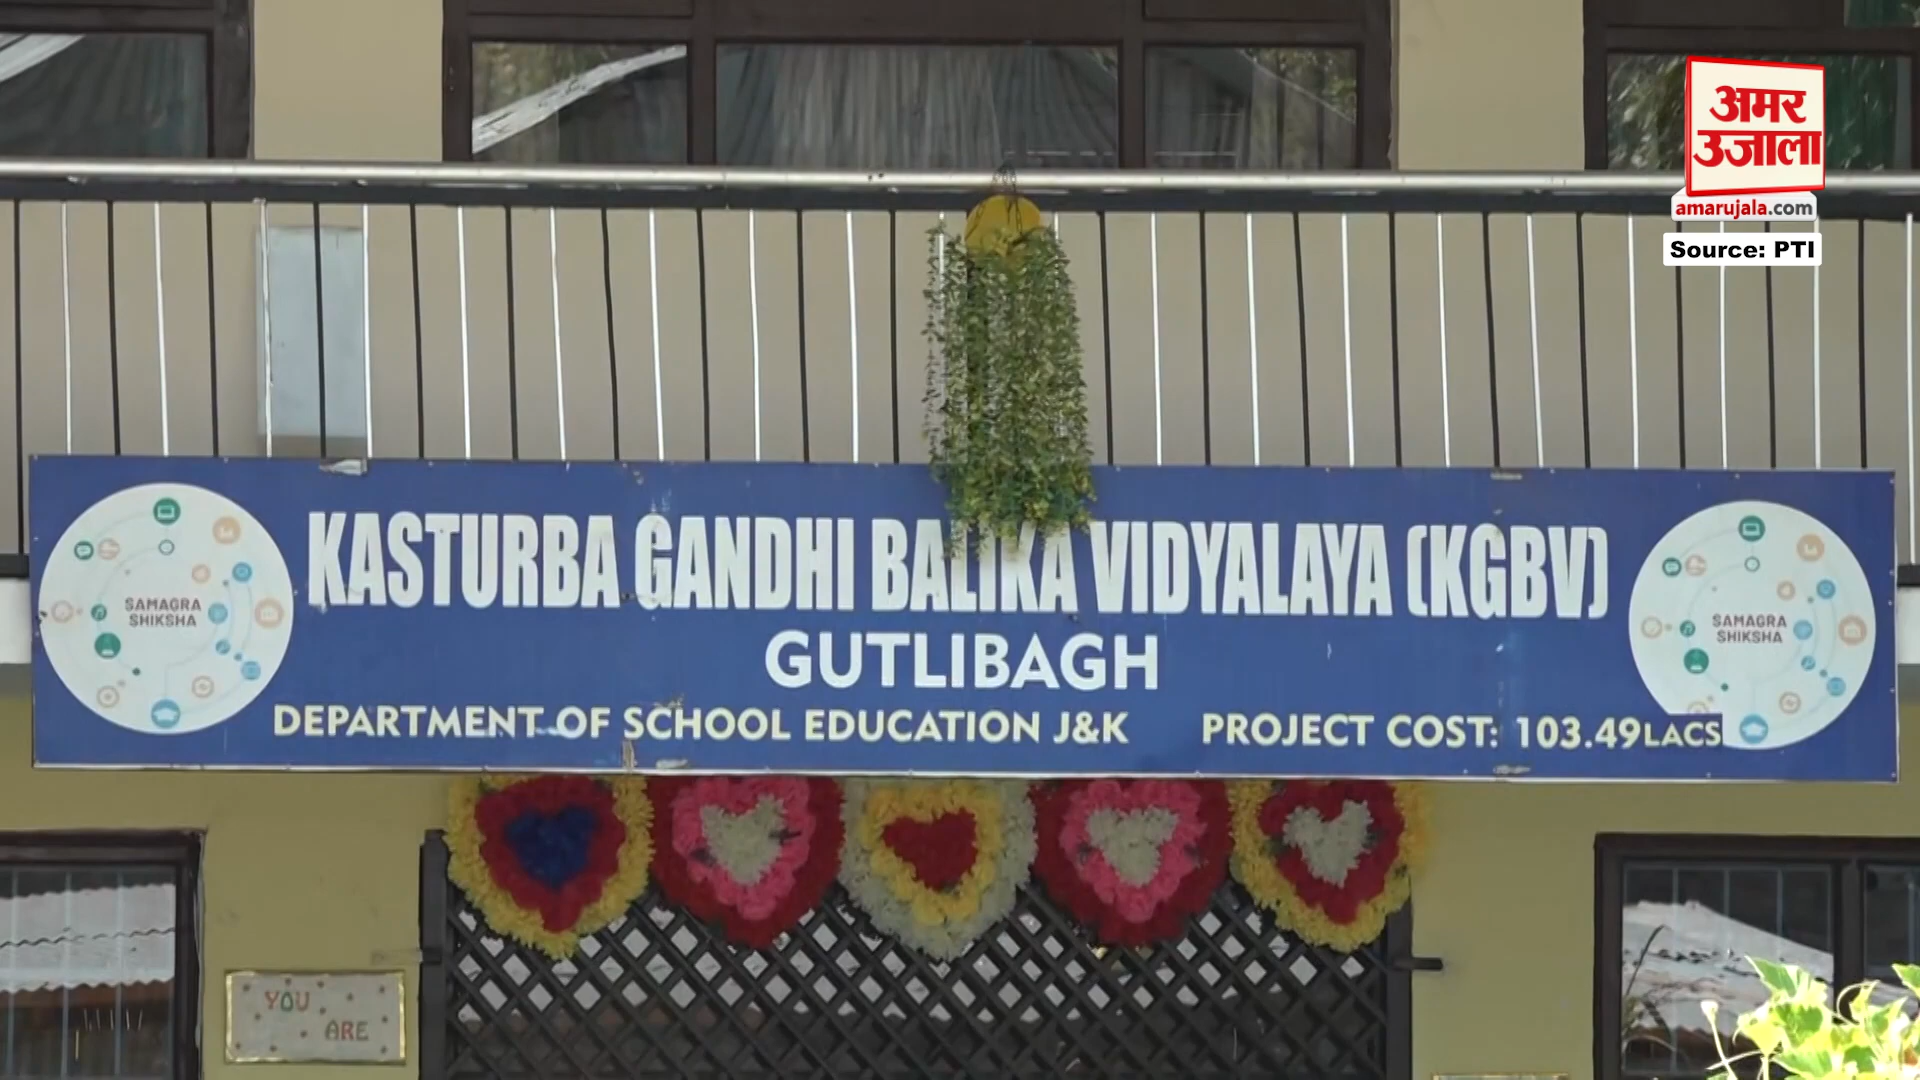 अमर
उजाला
amarujala.com
Source: PTI
KASTURBA GANDHI BALIKA VIDYALAYA (KGBV)
SAMAGRA
SHIKSHA
SAMAGRA
SHIKSHA
GUTLIBAGH
DEPARTMENT OF SCHOOL EDUCATION J&K PROJECT COST: 103.49LACS
YOU
ARE